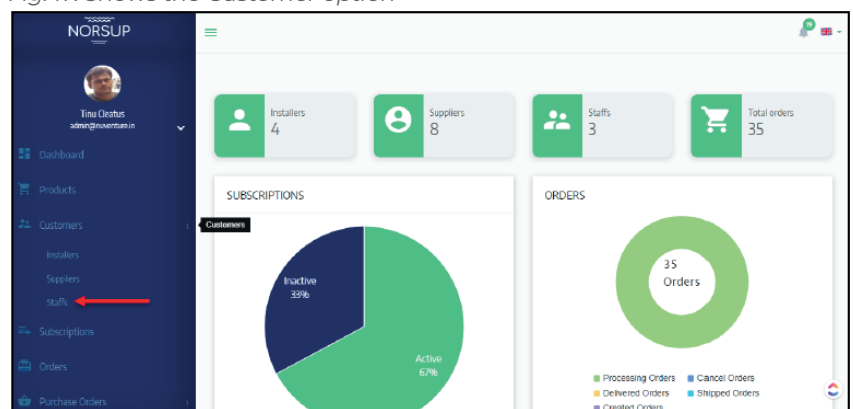 NORSUP
19
Tinu Cleatus
admin@nuventure.in
Dashboard
Products
Customers
Customers
Installers
Suppliers
Staffs
Subscriptions
Orders
Purchase Orders
Installers
4
Suppliers
8
Staffs
3
Total orders
35
SUBSCRIPTIONS
Inactive
33%
Active
67%
ORDERS
35
Orders
Processing Orders
Cancel Orders
Delivered Orders
Shipped Orders
Created Orders